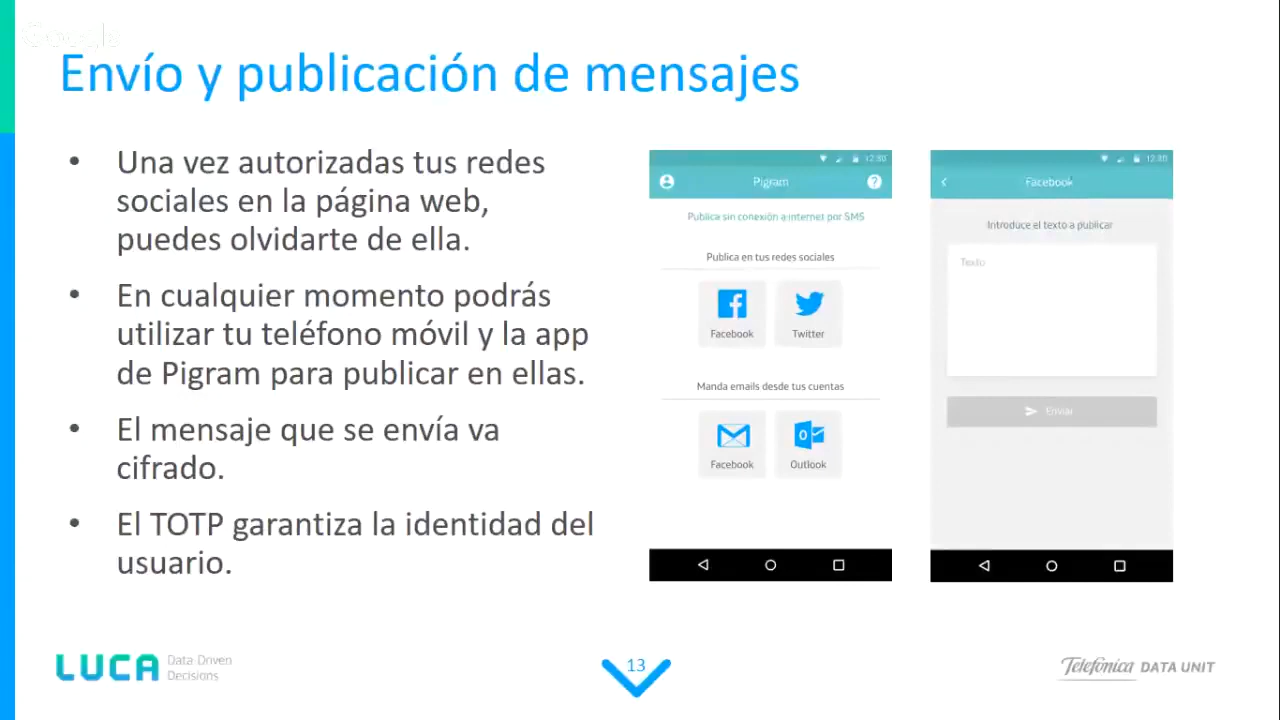 Google
Envío y publicación de mensajes
• Una vez autorizadas tus redes
sociales en la página web,
puedes olvidarte de ella.
• En cualquier momento podrás
utilizar tu teléfono móvil y la app
de Pigram para publicar en ellas.
• El mensaje que se envía va
cifrado.
• El TOTP garantiza la identidad del
usuario.
Pigram
?
Publica sin conexión a internet por SMS
Publica en tus redes sociales
Facebook
Twitter
Manda emails desde tus cuentas
Facebook
Outlook
Facebook
Introduce el texto a publicar
Texto
Enviar
LUCA Data Driven
Decisions
13
Telefónica DATA UNIT